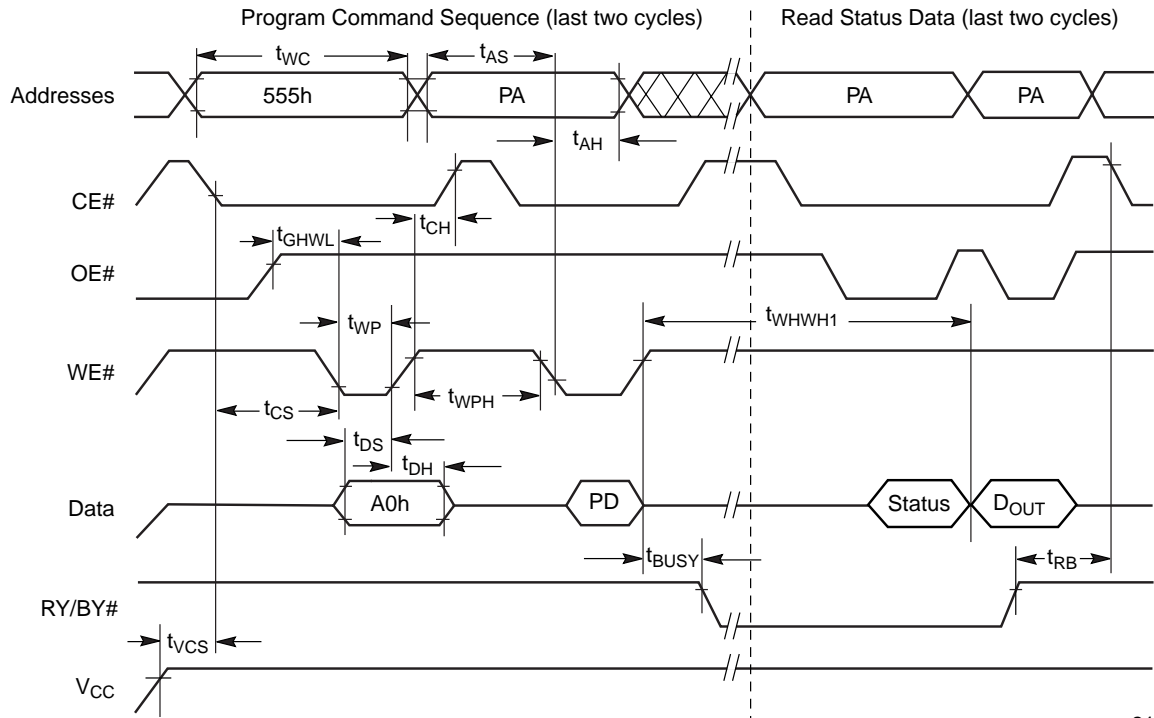 Program Command Sequence (last two cycles) Read Status Data (last two cycles)
tWC tAS
Addresses 555h PA PA PA
tAH
CE#
tCH
tGHWL
OE#
tWP tWHWH1
WE#
tWPH
tCS
tDS
tDH
Data A0h PD Status DOUT
tBUSY tRB
RY/BY#
tVCS
VCC